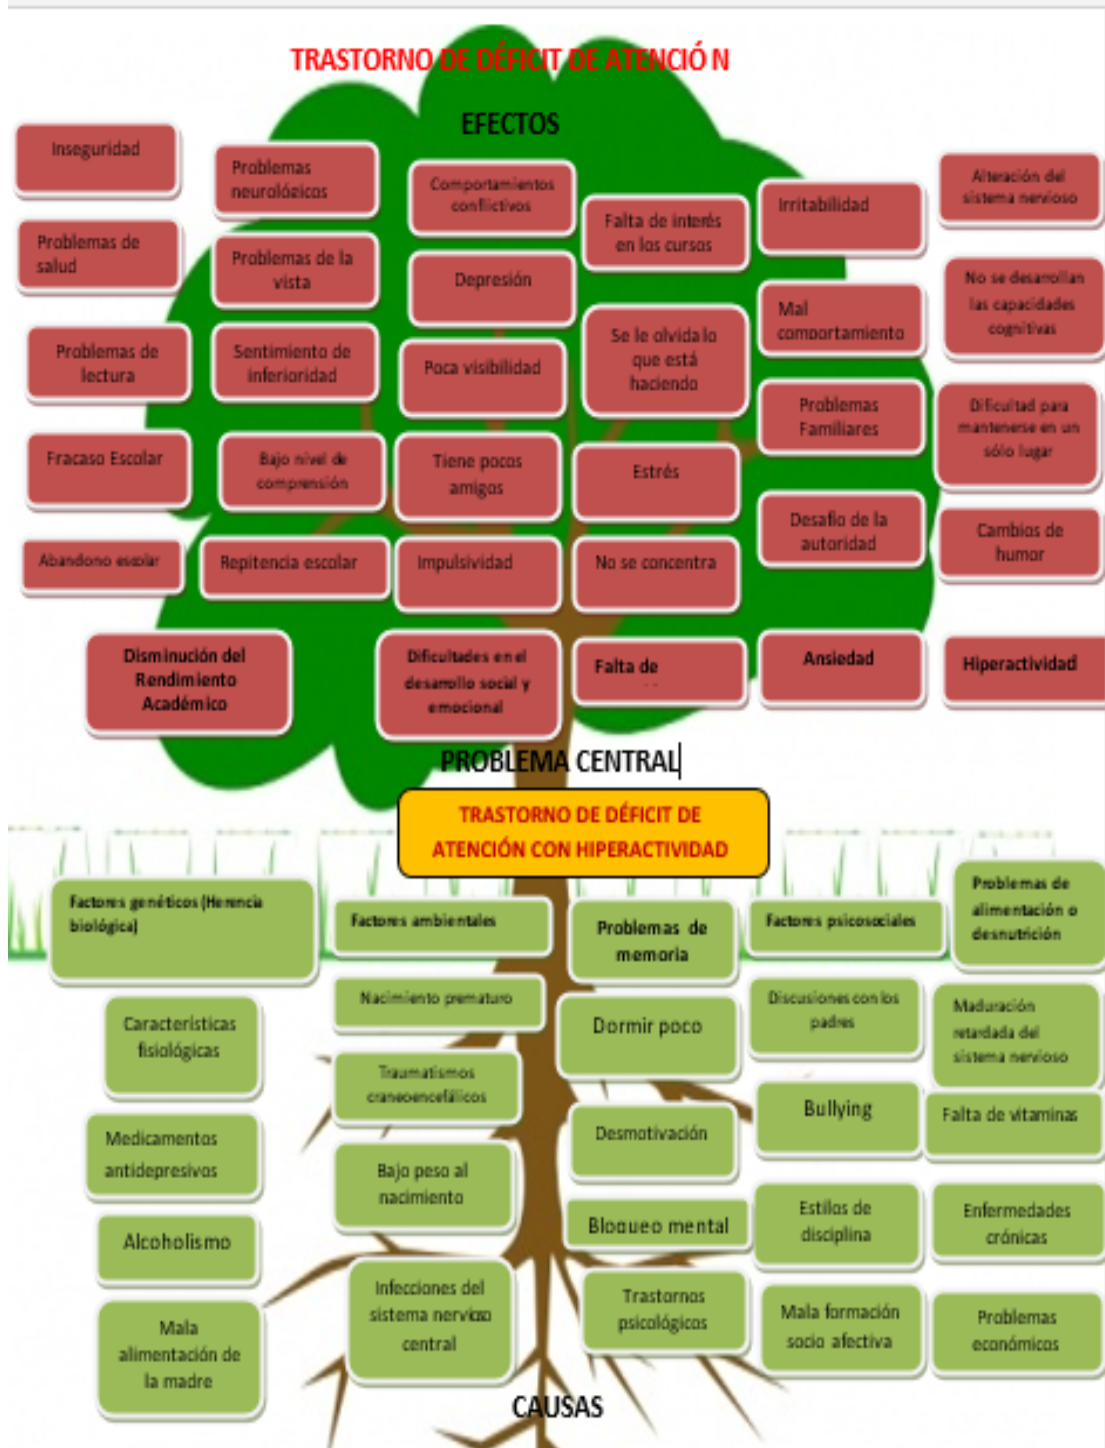 TRASTORNO DE DÉFICIT DE ATENCIÓ N
EFECTOS
Inseguridad
Problemas de
salud
Problemas de
lectura
Fracaso Escolar
Abandono escolar
Disminución del
Rendimiento
Académico
Problemas
neurológicos
Problemas de la
vista
Sentimiento de
inferioridad
Bajo nivel de
comprensión
Repitencia escolar
Comportamientos
conflictivos
Depresión
Poca visibilidad
Tiene pocos
amigos
Impulsividad
Dificultades en el
desarrollo social y
emocional
Falta de interés
en los cursos
Se le olvida lo
que está
haciendo
Estrés
No se concentra
Falta de
Irritabilidad
Mal
comportamiento
Problemas
Familiares
Desafío de la
autoridad
Ansiedad
Alteración del
sistema nervioso
No se desarrollan
las capacidades
cognitivas
Dificultad para
mantenerse en un
sólo lugar
Cambios de
humor
Hiperactividad
PROBLEMA CENTRAL
TRASTORNO DE DÉFICIT DE
ATENCIÓN CON HIPERACTIVIDAD
Factores genéticos (Herencia
biológica)
Características
fisiológicas
Medicamentos
antidepresivos
Alcoholismo
Mala
alimentación de
la madre
Factores ambientales
Nacimiento prematuro
Traumatismos
craneoencefálicos
Bajo peso al
nacimiento
Infecciones del
sistema nervioso
central
Problemas de
memoria
Dormir poco
Desmotivación
Bloqueo mental
Trastornos
psicológicos
Factores psicosociales
Discusiones con los
padres
Bullying
Estilos de
disciplina
Mala formación
socio afectiva
Problemas de
alimentación o
desnutrición
Maduración
retardada del
sistema nervioso
Falta de vitaminas
Enfermedades
crónicas
Problemas
económicos
CAUSAS